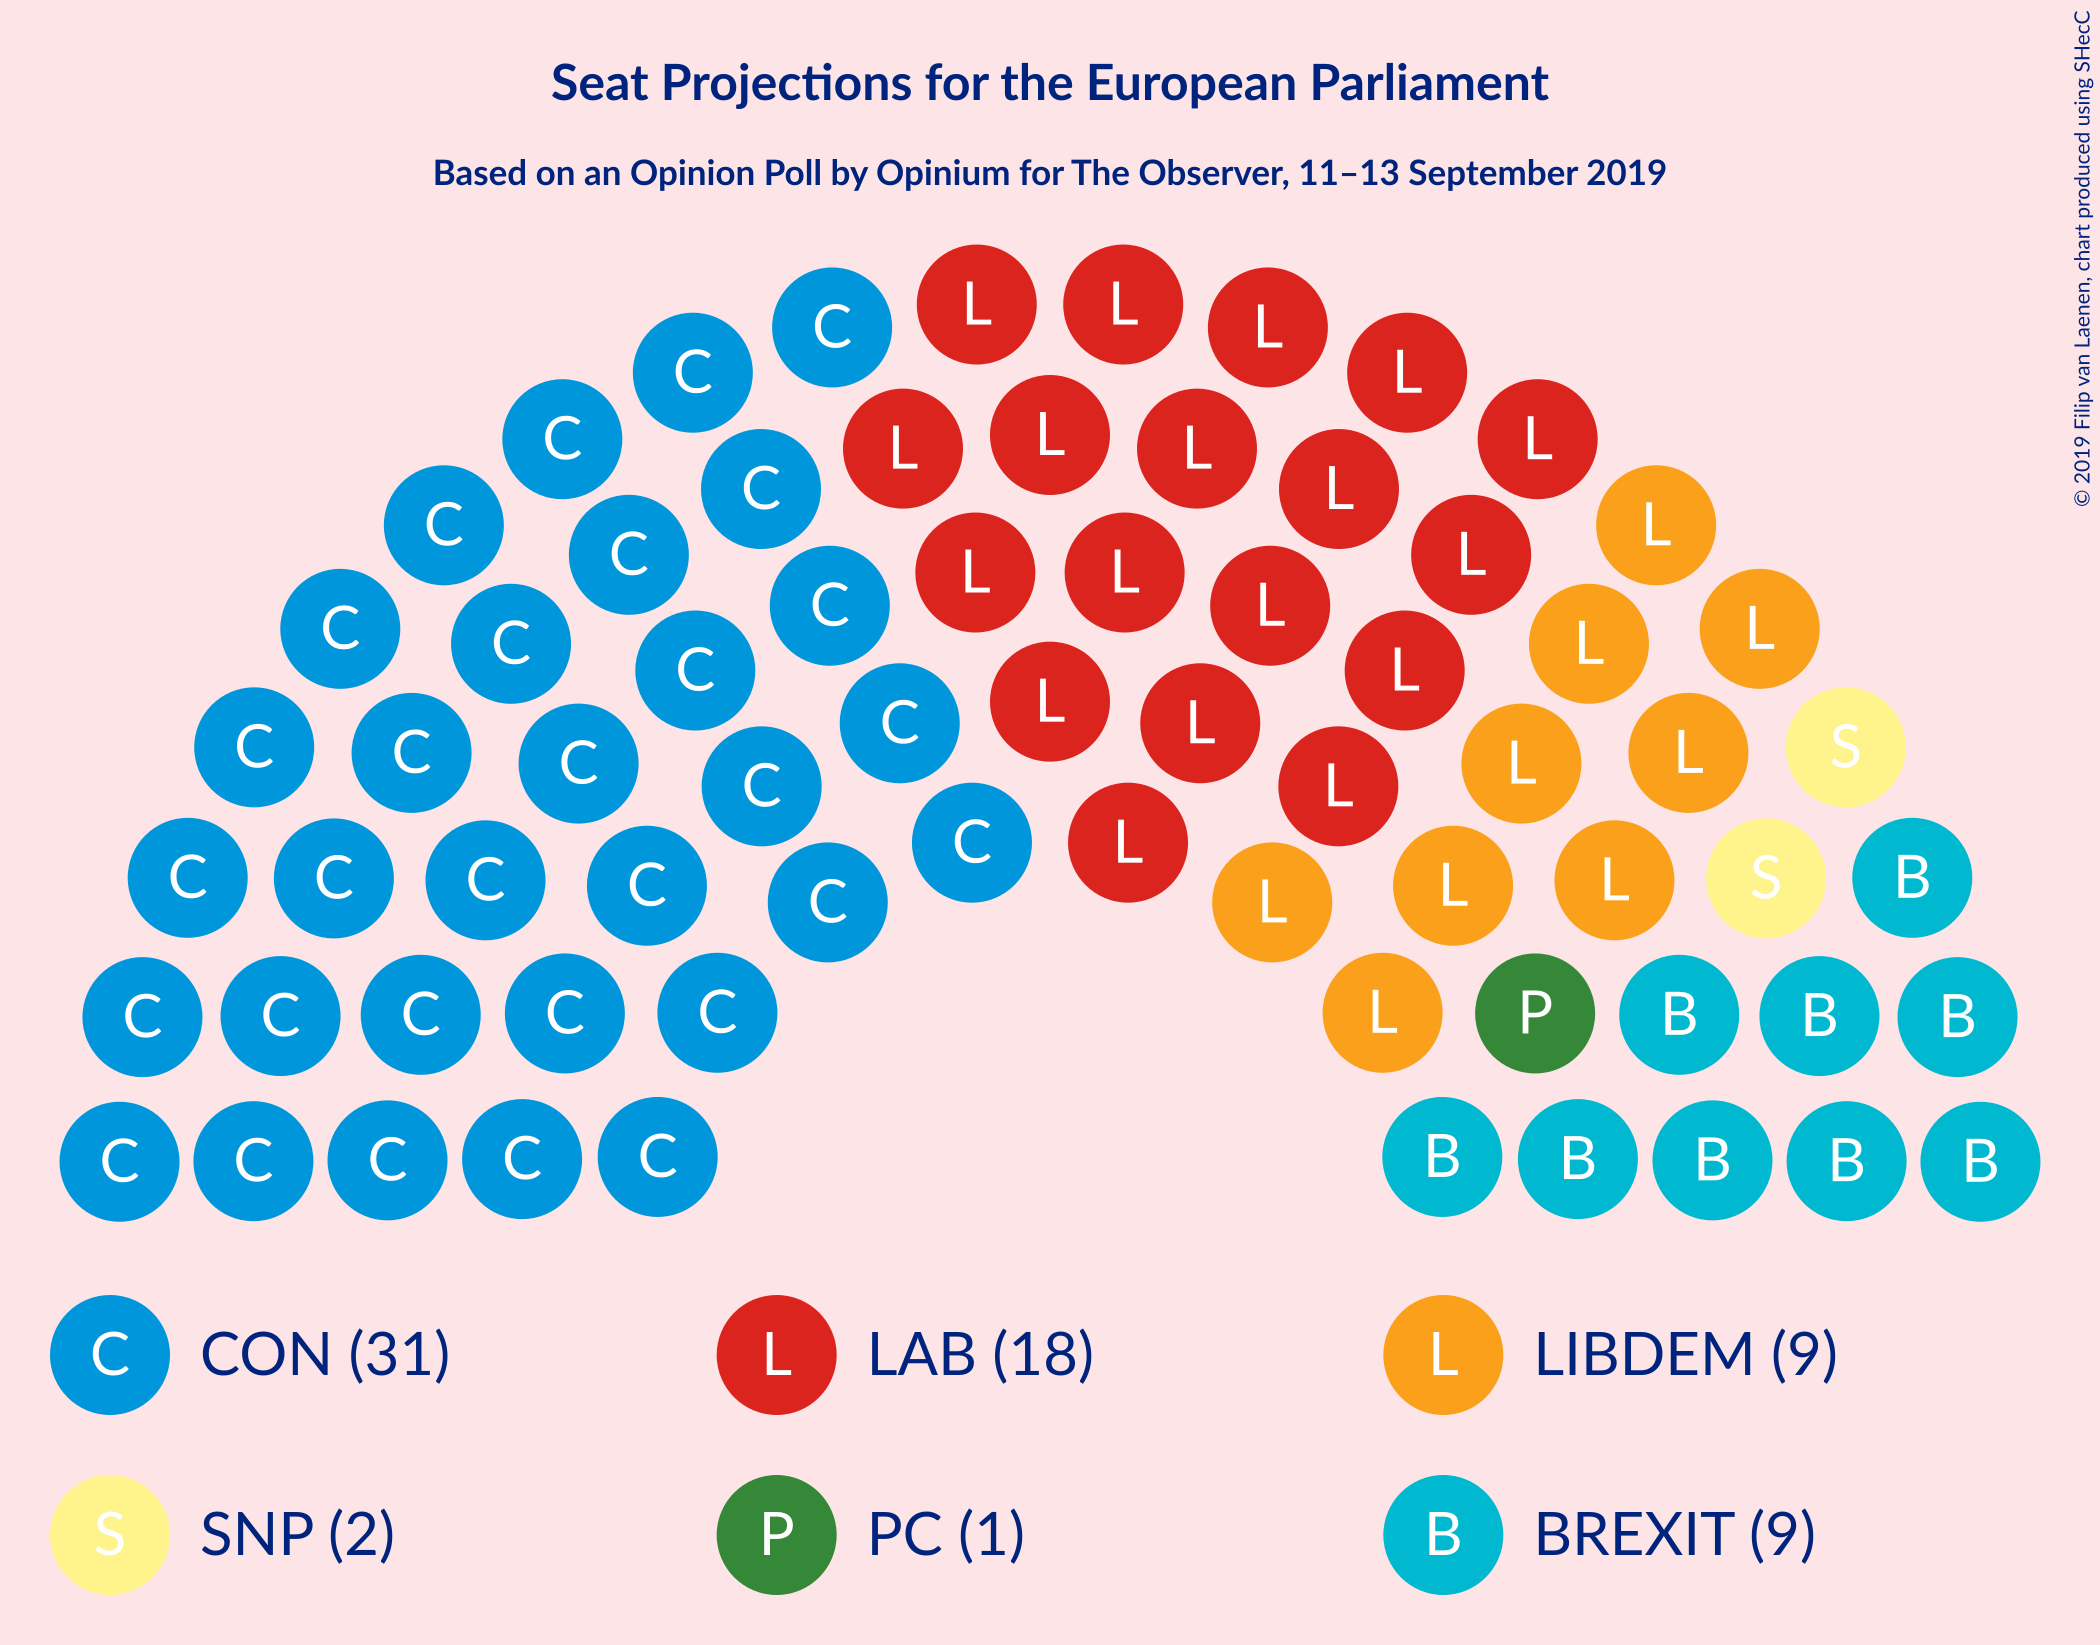 Seat Projections for the European Parliament
Based on an Opinion Poll by Opinium for The Observer, 11–13 September 2019
© 2019 Filip van Laenen, chart produced using SHecC
L L
C L
C L
C L
L
C L L
C L
C L
C L
C L
L L
C L
C L
C L
C L
L
C L
C L
C L
C L S
C L
C L
C L
C L
C L
C L
C S
C B
C L
C L
C P
C B
C B
C B
C B
C B
C B
C B
C B
C CON (31) L LAB (18) L LIBDEM (9)
S SNP (2) P PC (1) B BREXIT (9)